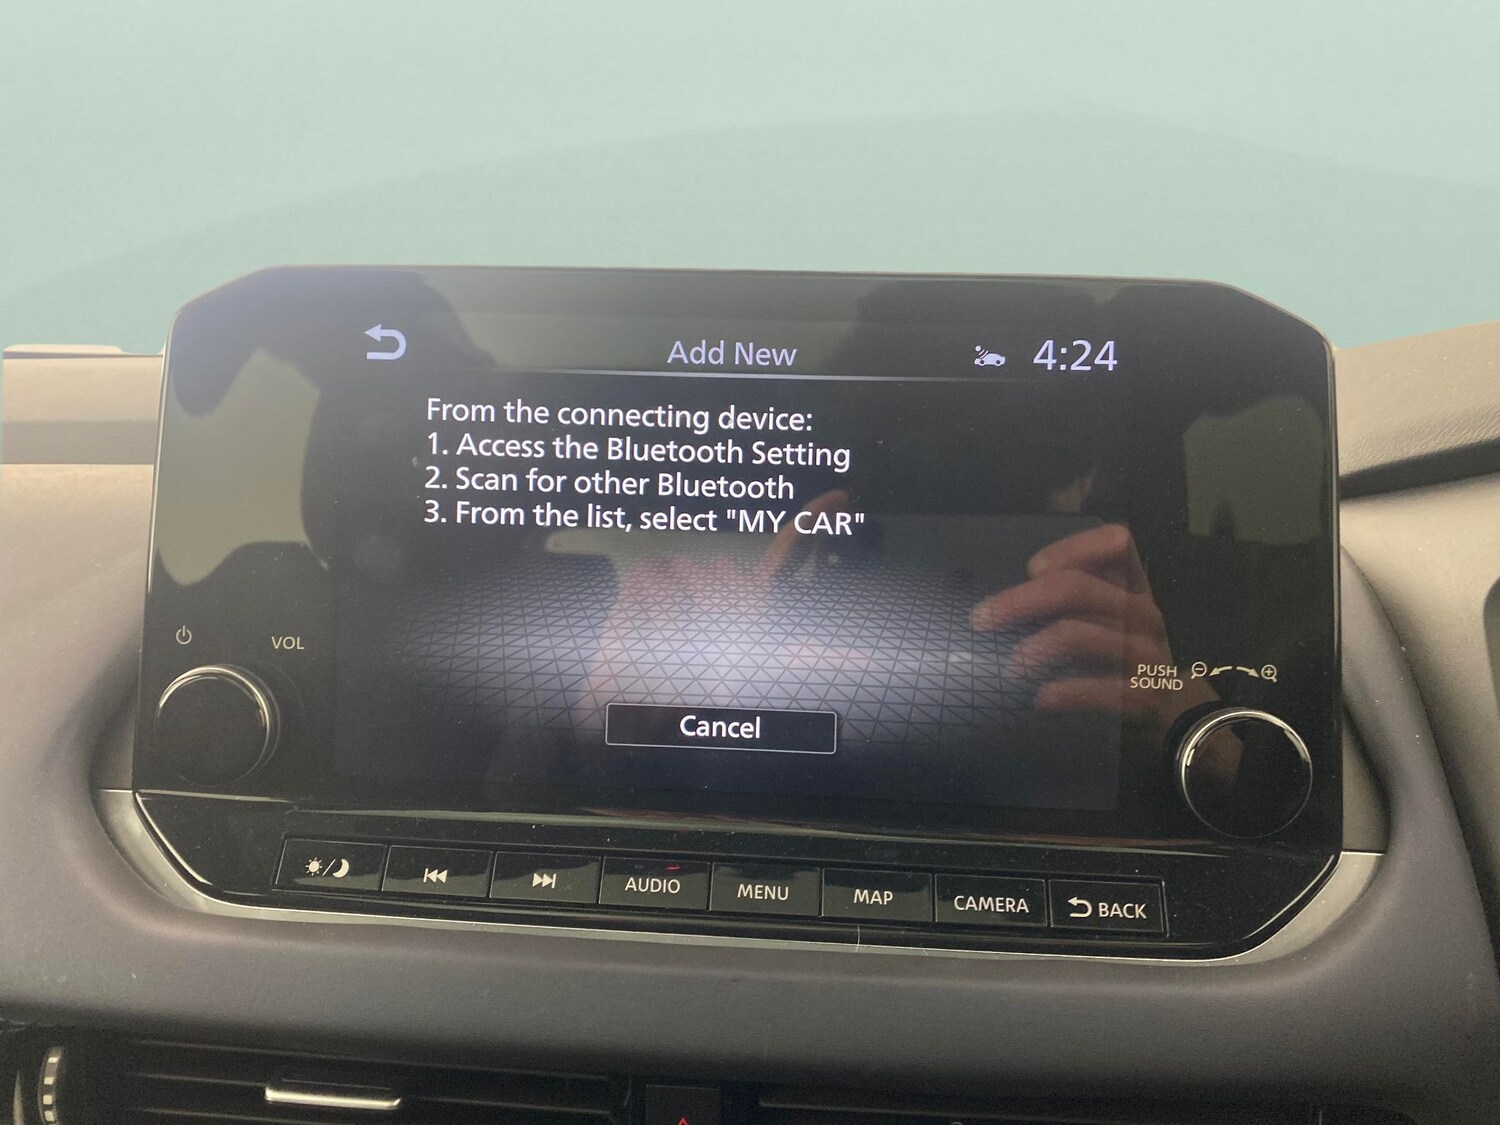 Add New
4:24
From the connecting device:
1. Access the Bluetooth Setting
2. Scan for other Bluetooth
3. From the list, select "MY CAR"
VOL
PUSH
SOUND
Cancel
AUDIO
MENU
MAP
CAMERA
BACK